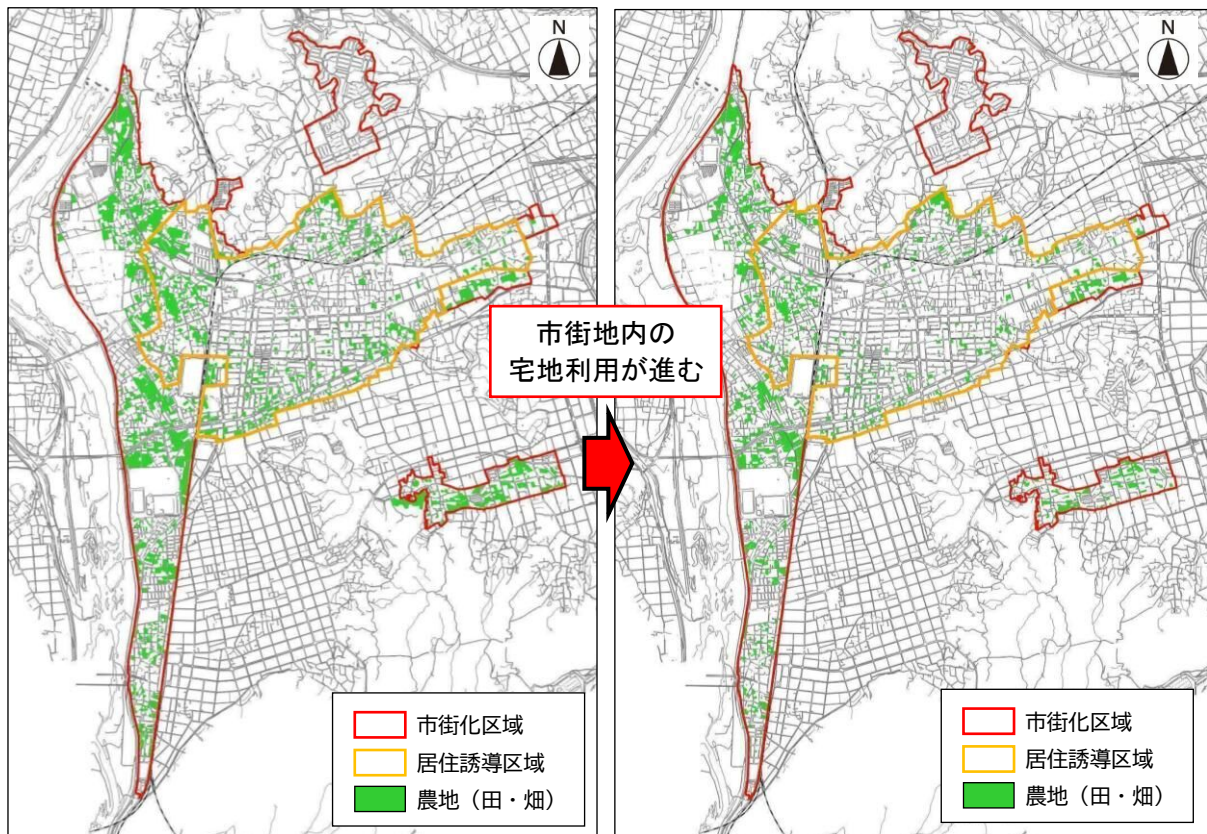 N
N
市街地内の
宅地利用が進む
市街化区域
居住誘導区域
農地（田・畑）
市街化区域
居住誘導区域
農地（田・畑）